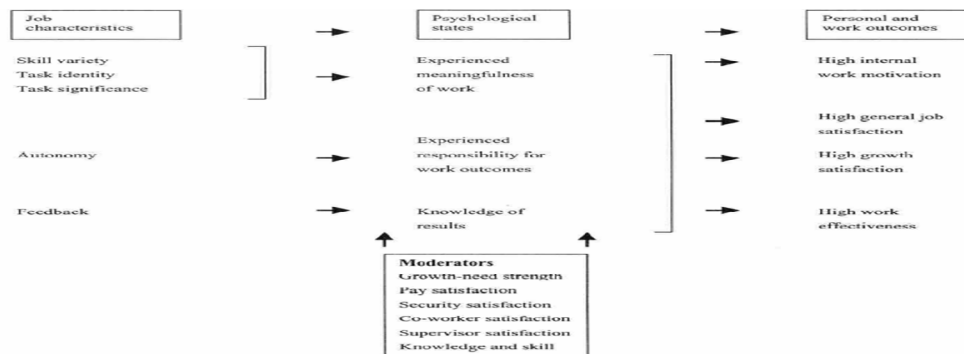 Job
characteristics
Psychological
states
Personal and
work outcomes
Skill variety
Task identity
Task significance
Experienced
meaningfulness
of work
High internal
work motivation
High general job
satisfaction
Autonomy
Experienced
responsibility for
work outcomes
High growth
satisfaction
Feedback
Knowledge of
results
High work
effectiveness
Moderators
Growth-need strength
Pay satisfaction
Security satisfaction
Co-worker satisfaction
Supervisor satisfaction
Knowledge and skill